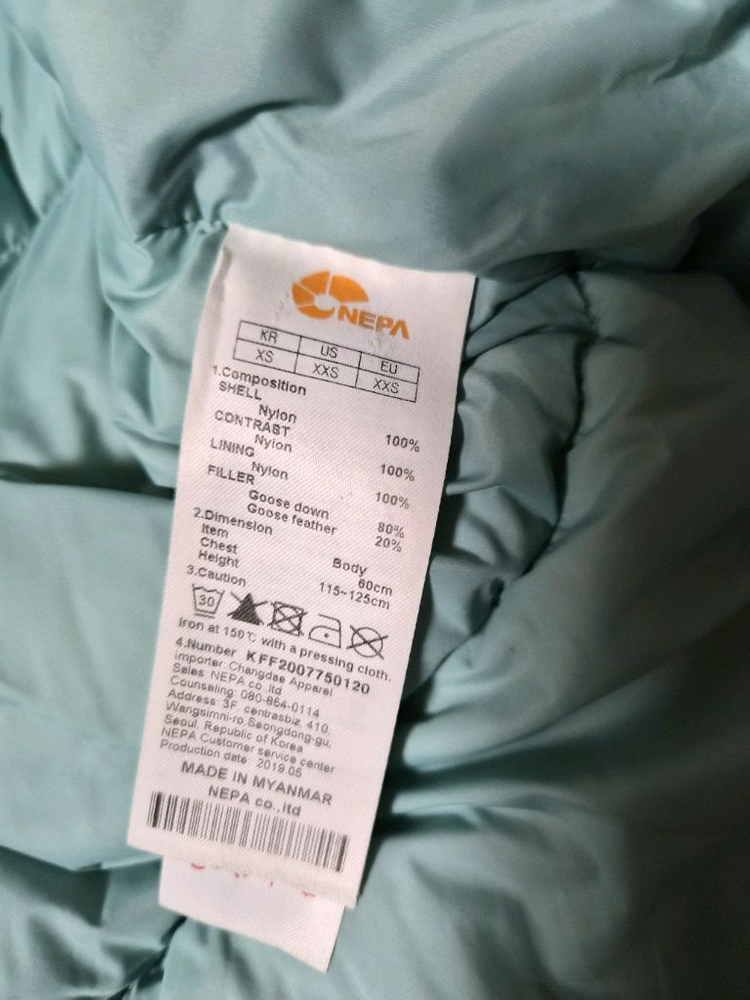 NEPA
KR US EU
XS XXS XXS
1.Composition
SHELL
Nylon 100%
CONTRAST
Nylon 100%
LINING
Nylon 100%
FILLER
Goose down 80%
Goose feather 20%
2.Dimension
Item Body
Chest 60cm
Height 115~125cm
3.Caution
30
Iron at 150℃ with a pressing cloth.
4.Number KFF2007750120
Importer: Changdae Apparel
Sales: NEPA co.,ltd
Counseling: 080-864-0114
Address: 3F, centrasbiz, 410,
Wangsimni-ro,Seongdong-gu,
Seoul, Republic of Korea
NEPA Customer service center
Production date: 2019 06
MADE IN MYANMAR
NEPA co.,ltd